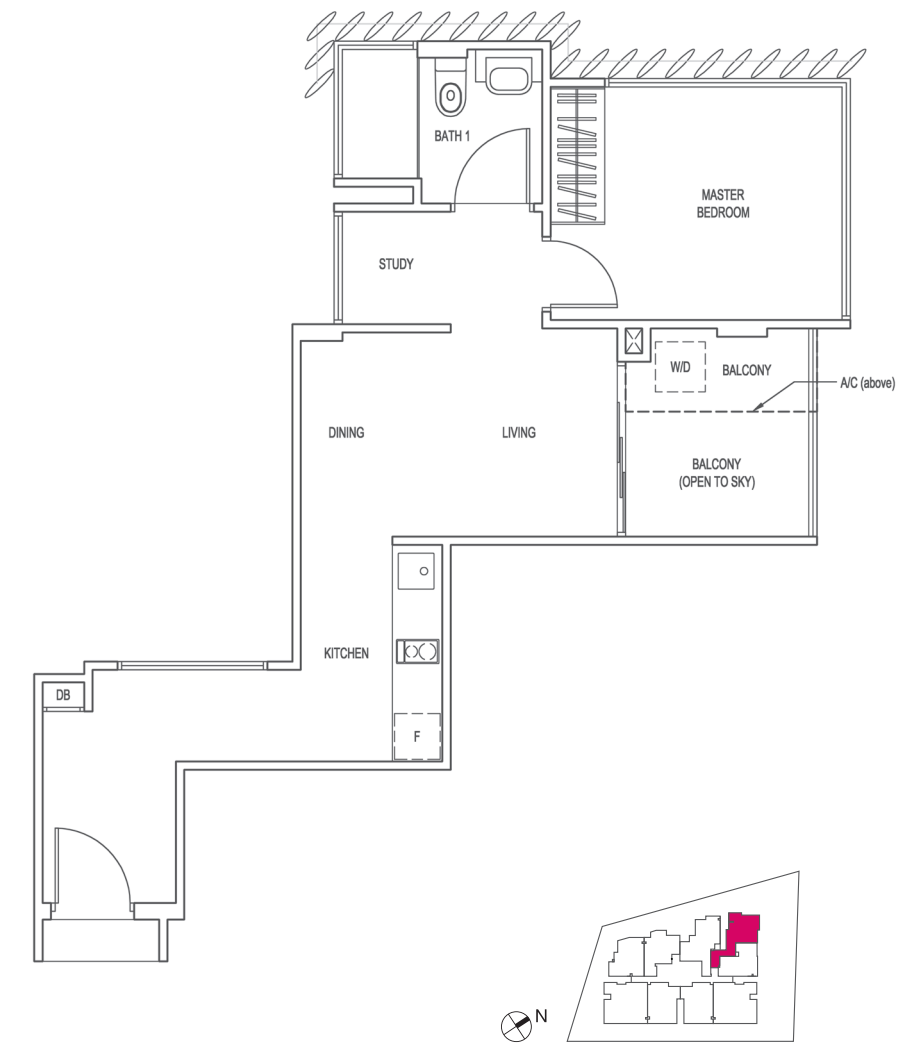 BATH 1
MASTER
BEDROOM
STUDY
W/D
BALCONY
A/C (above)
DINING
LIVING
BALCONY
(OPEN TO SKY)
KITCHEN
DB
F
N